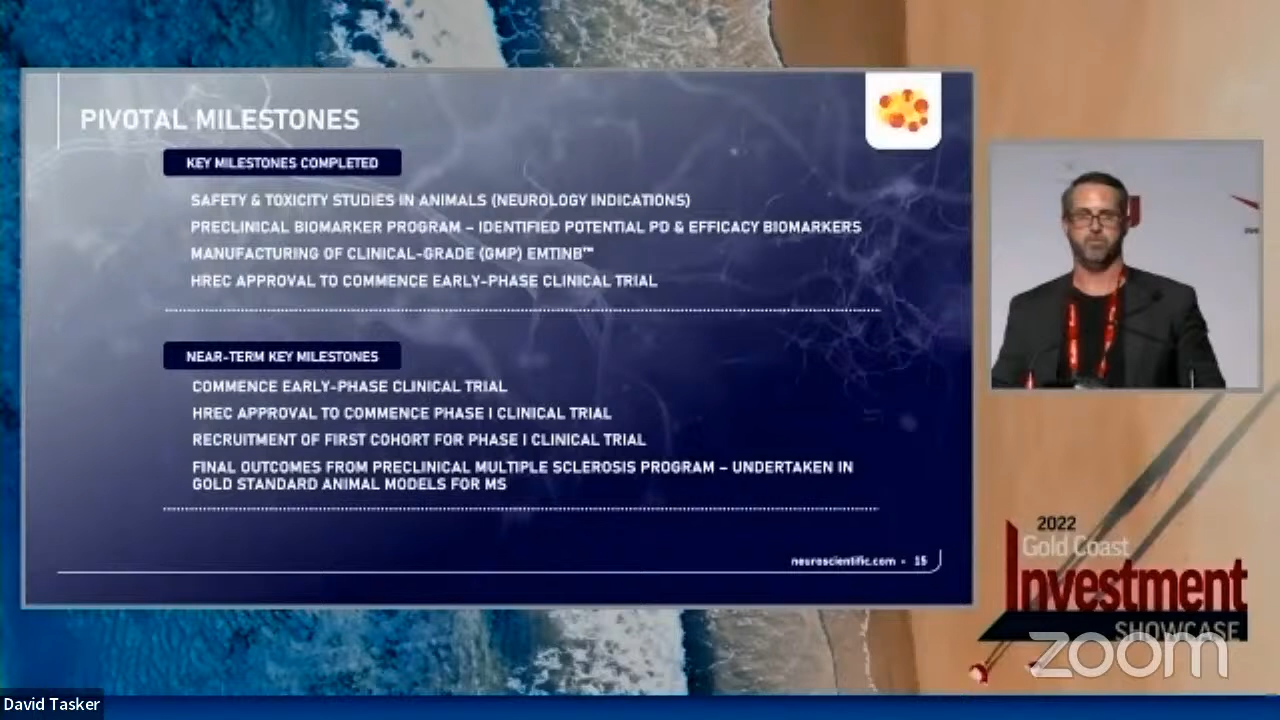 PIVOTAL MILESTONES
KEY MILESTONES COMPLETED
SAFETY & TOXICITY STUDIES IN ANIMALS (NEUROLOGY INDICATIONS)
PRECLINICAL BIOMARKER PROGRAM – IDENTIFIED POTENTIAL PD & EFFICACY BIOMARKERS
MANUFACTURING OF CLINICAL-GRADE (GMP) EMTINB™
HREC APPROVAL TO COMMENCE EARLY-PHASE CLINICAL TRIAL
NEAR-TERM KEY MILESTONES
COMMENCE EARLY-PHASE CLINICAL TRIAL
HREC APPROVAL TO COMMENCE PHASE I CLINICAL TRIAL
RECRUITMENT OF FIRST COHORT FOR PHASE I CLINICAL TRIAL
FINAL OUTCOMES FROM PRECLINICAL MULTIPLE SCLEROSIS PROGRAM – UNDERTAKEN IN
GOLD STANDARD ANIMAL MODELS FOR MS
neuroscientific.com - 15
2022
Gold Coast
Investment
SHOWCASE
zoom
David Tasker